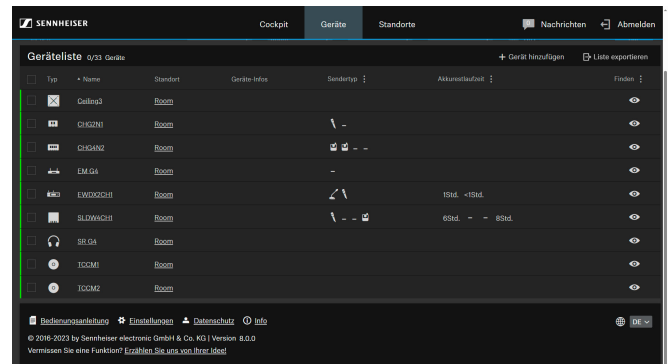 SENNHEISER Cockpit Geräte Standorte Nachrichten Abmelden
Geräteliste 0/33 Geräte + Gerät hinzufügen Liste exportieren
Typ Name Standort Geräte-Infos Sendertyp Akkurestlaufzeit Finden
Ceiling3 Room
CHG2N1 Room –
CHG4N2 Room – –
EM G4 Room –
EWDX2CH1 Room 1Std. <1Std.
SLDW4CH1 Room – – 6Std. – – 8Std.
SR G4 Room
TCCM1 Room
TCCM2 Room
Bedienungsanleitung Einstellungen Datenschutz Info DE
© 2016-2023 by Sennheiser electronic GmbH & Co. KG | Version 8.0.0
Vermissen Sie eine Funktion? Erzählen Sie uns von Ihrer Idee!